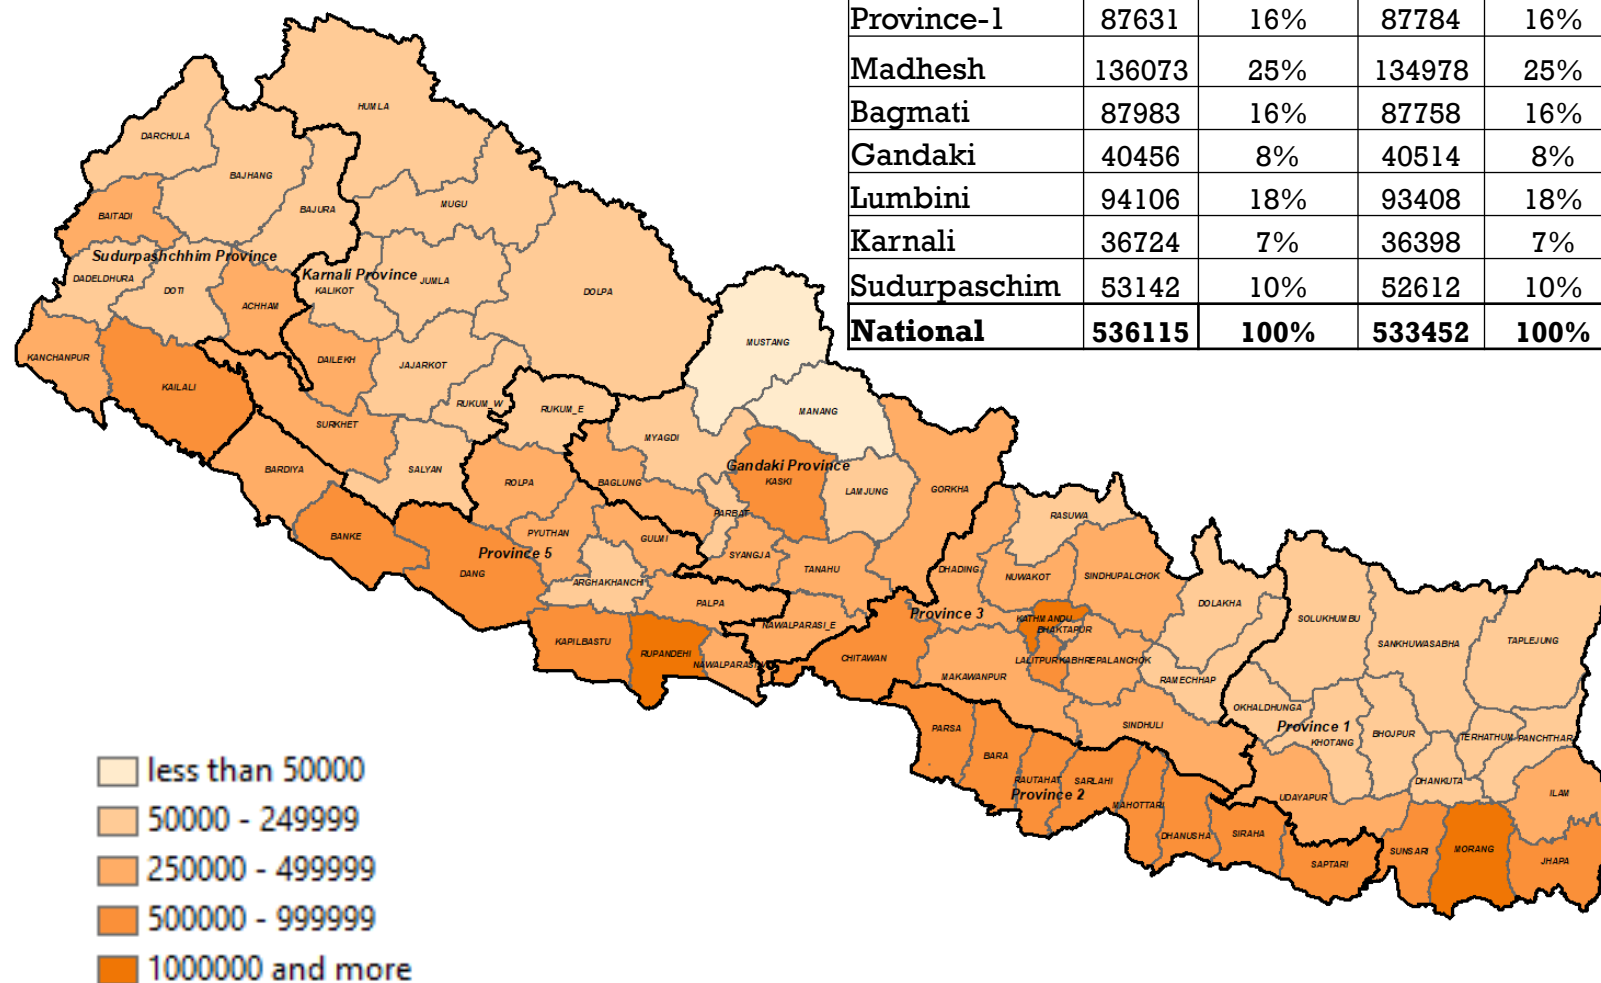 Province-1 87631 16% 87784 16%
Madhesh 136073 25% 134978 25%
Bagmati 87983 16% 87758 16%
Gandaki 40456 8% 40514 8%
Lumbini 94106 18% 93408 18%
Karnali 36724 7% 36398 7%
Sudurpaschim 53142 10% 52612 10%
National 536115 100% 533452 100%
HUMLA
DARCHULA
BAJHANG
BAJURA
MUGU
BAITADI
Sudurpashchhim Province
DADELDHURA
DOTI
ACHHAM
Karnali Province
KALIKOT
JUMLA
DOLPA
KANCHANPUR
KAILALI
DAILEKH
JAJARKOT
RUKUM_W
RUKUM_E
MUSTANG
MANANG
SURKHET
SALYAN
BARDIYA
BANKE
ROLPA
MYAGDI
BAGLUNG
Gandaki Province
KASKI
LAMJUNG
GORKHA
PARBAT
PYUTHAN
GULMI
Province 5
DANG
ARGHAKHANCHI
SYANGJA
TANAHU
PALPA
KAPILBASTU
RUPANDEHI
NAWALPARASI_E
NAWALPARASI
RASUWA
DHADING
NUWAKOT
SINDHUPALCHOK
DOLAKHA
Province 3
KATHMANDU
BHAKTAPUR
LALITPUR
KABHREPALANCHOK
CHITAWAN
MAKAWANPUR
RAMECHHAP
SINDHULI
SOLUKHUMBU
SANKHUWASABHA
TAPLEJUNG
OKHALDHUNGA
Province 1
KHOTANG
BHOJPUR
TERHATHUM
PANCHTHAR
DHANKUTA
UDAYAPUR
ILAM
PARSA
BARA
RAUTAHAT
SARLAHI
Province 2
MAHOTTARI
DHANUSHA
SIRAHA
SAPTARI
SUNSARI
MORANG
JHAPA
less than 50000
50000 - 249999
250000 - 499999
500000 - 999999
1000000 and more